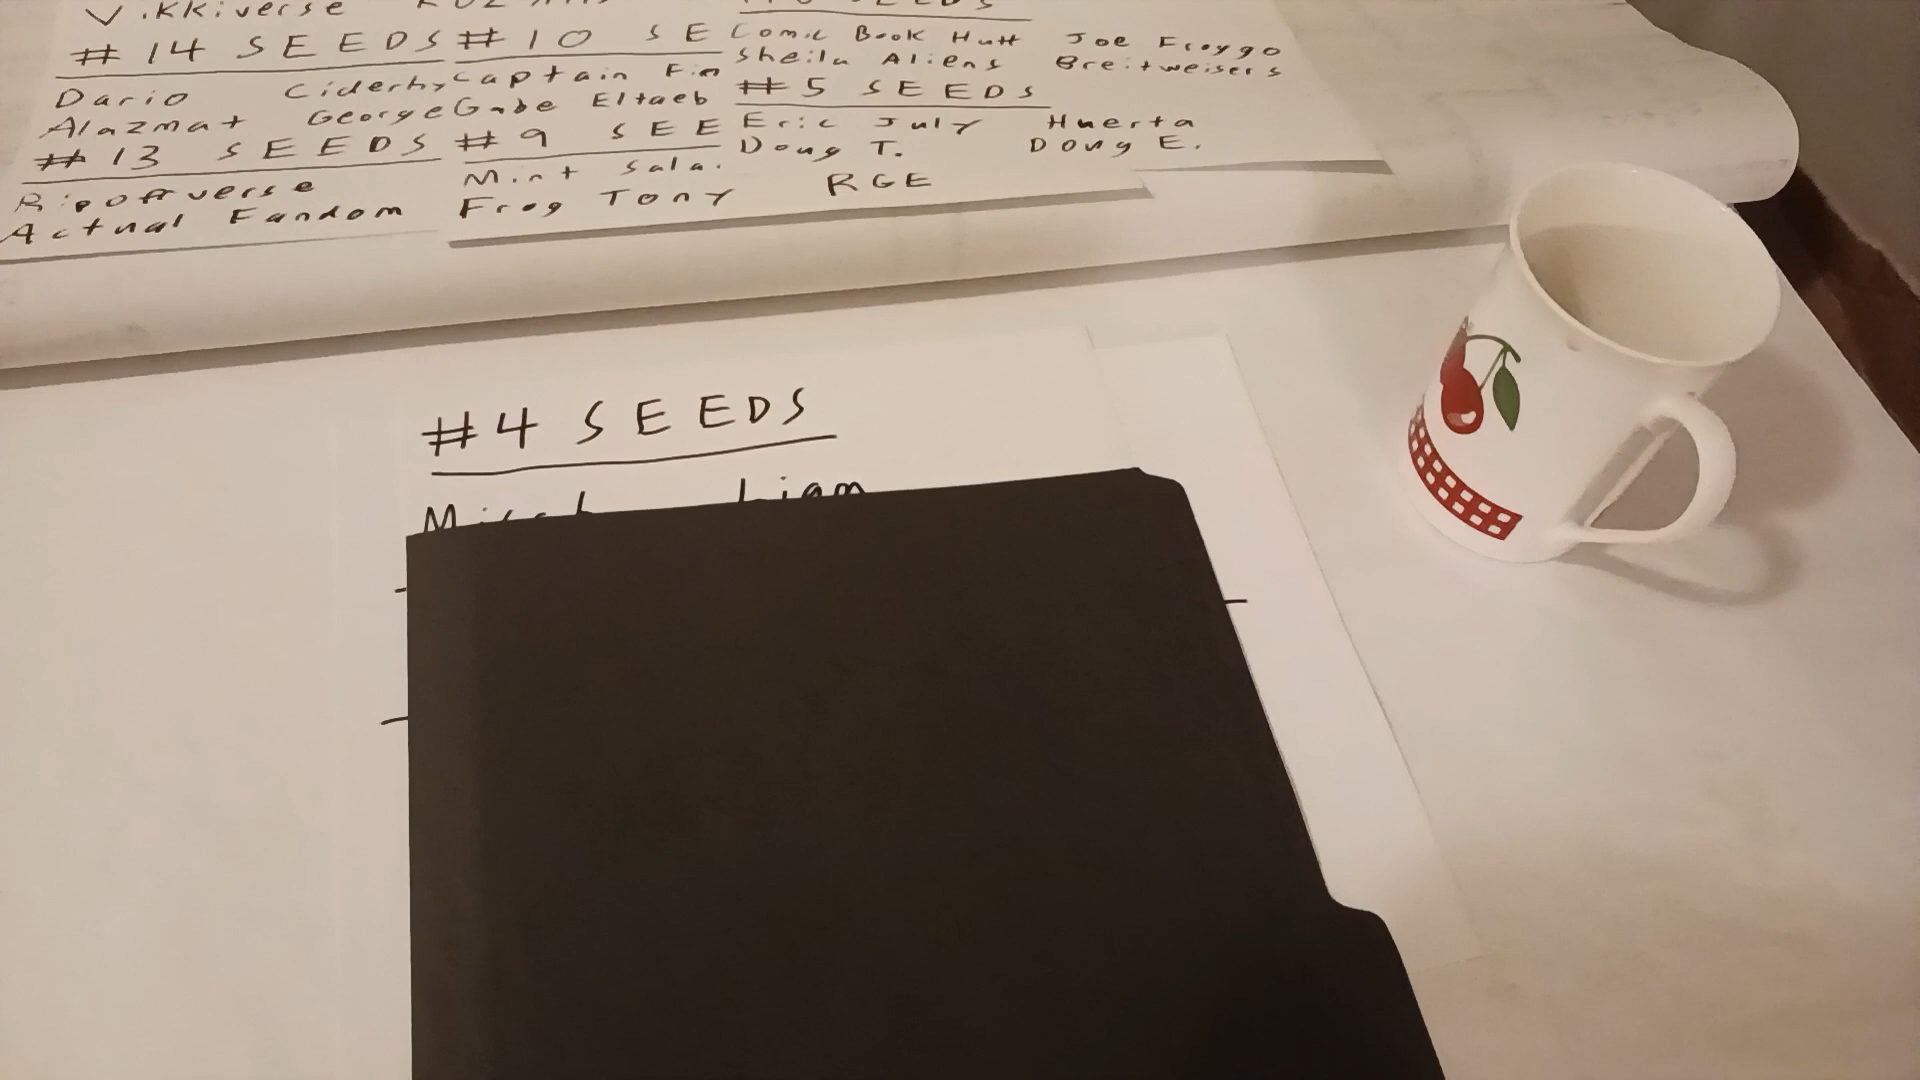 Vikkiverse
# 14 SEEDS
Dario Ciderhy
Alazmat George
# 13 SEEDS
Ripoffverse
Actual Fandom
# 10 SE
Captain Fin
Gabe Eltaeb
# 9 SEE
Mint Sala.
Frog Tony
Comic Book Hutt Joe Froygo
Sheila Aliens Breitweisers
#5 SEEDS
Eric July Huerta
Doug T. Doug E.
RGE
#4 SEEDS
Liam